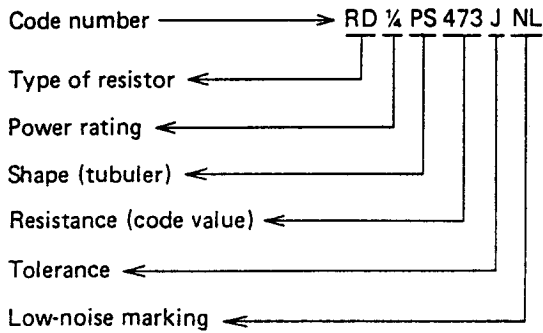 Code number RD ¼ PS 473 J NL
Type of resistor
Power rating
Shape (tubuler)
Resistance (code value)
Tolerance
Low-noise marking